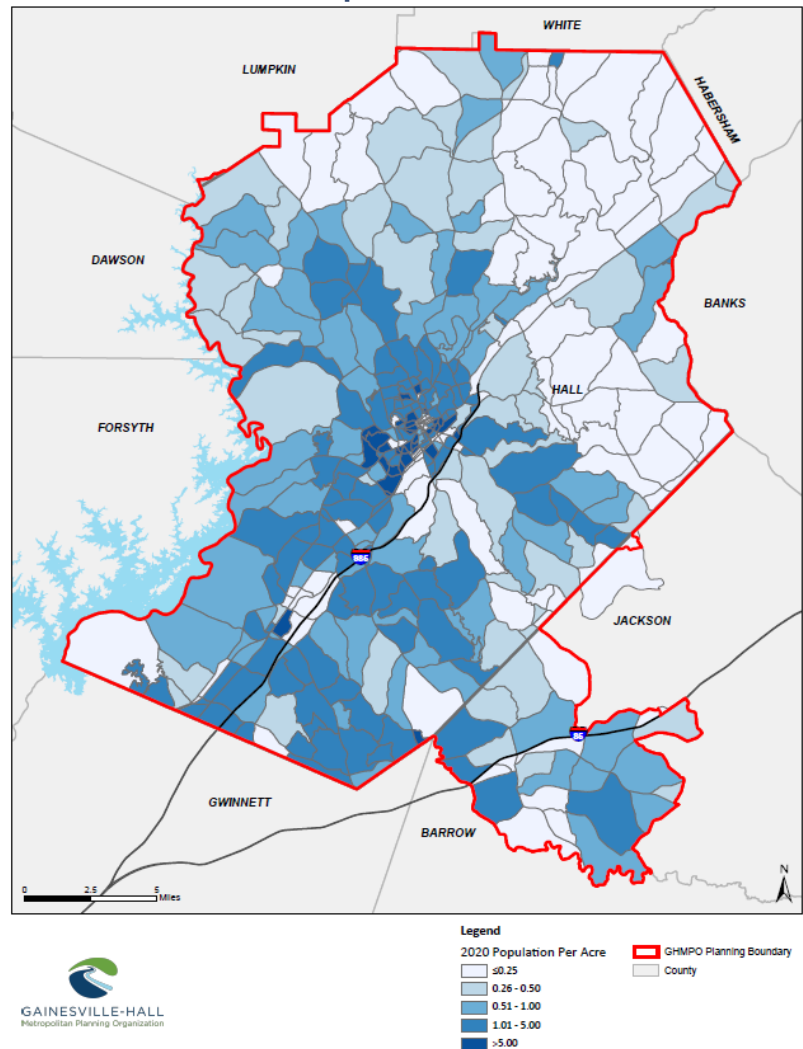 WHITE
LUMPKIN
HABERSHAM
DAWSON
BANKS
HALL
FORSYTH
985
JACKSON
85
GWINNETT
BARROW
N
0 2.5 5
Miles
Legend
2020 Population Per Acre
≤0.25
0.26 - 0.50
0.51 - 1.00
1.01 - 5.00
>5.00
GHMPO Planning Boundary
County
GAINESVILLE-HALL
Metropolitan Planning Organization